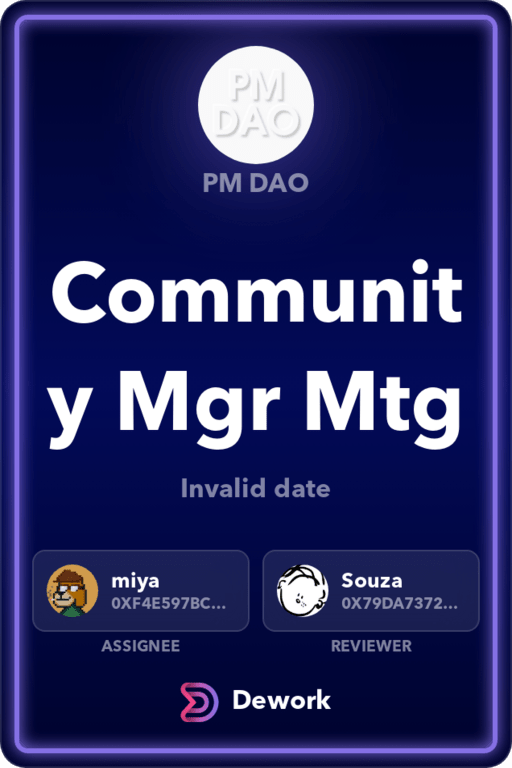 PM
DAO
PM DAO
Communit
y Mgr Mtg
Invalid date
miya
0XF4E597BC...
ASSIGNEE
Souza
0X79DA7372...
REVIEWER
Dework